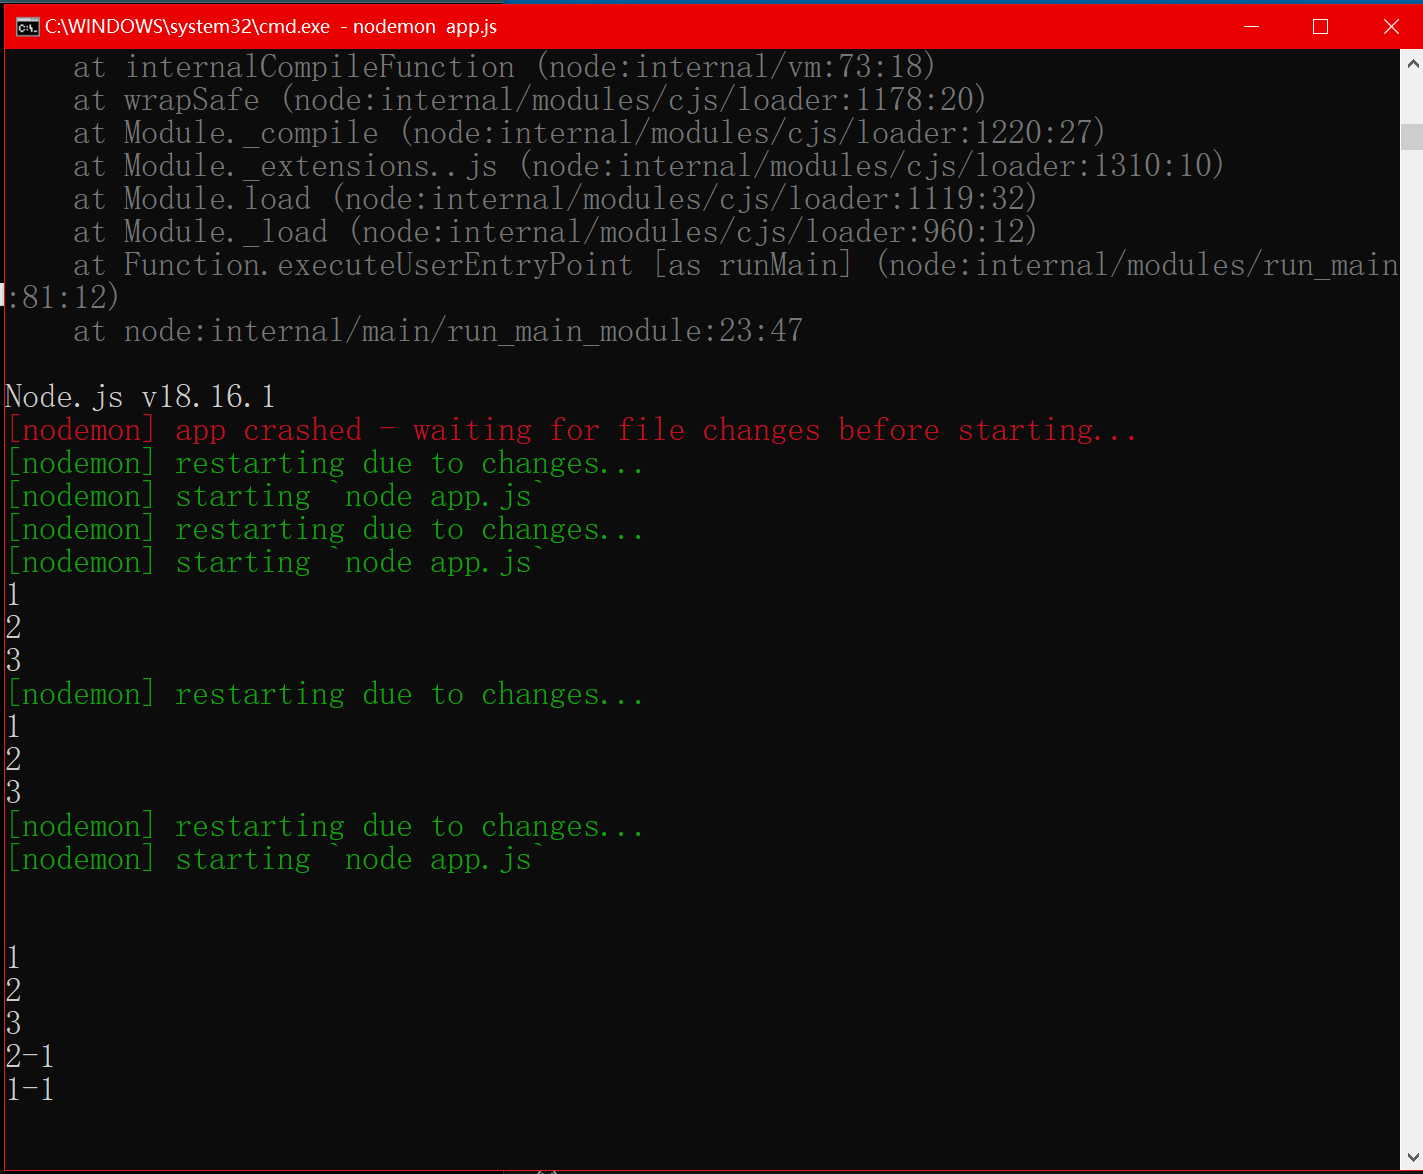 C:\WINDOWS\system32\cmd.exe - nodemon app.js
at internalCompileFunction (node:internal/vm:73:18)
at wrapSafe (node:internal/modules/cjs/loader:1178:20)
at Module._compile (node:internal/modules/cjs/loader:1220:27)
at Module._extensions..js (node:internal/modules/cjs/loader:1310:10)
at Module.load (node:internal/modules/cjs/loader:1119:32)
at Module._load (node:internal/modules/cjs/loader:960:12)
at Function.executeUserEntryPoint [as runMain] (node:internal/modules/run_main
:81:12)
at node:internal/main/run_main_module:23:47
Node.js v18.16.1
[nodemon] app crashed - waiting for file changes before starting...
[nodemon] restarting due to changes...
[nodemon] starting `node app.js`
[nodemon] restarting due to changes...
[nodemon] starting `node app.js`
1
2
3
[nodemon] restarting due to changes...
1
2
3
[nodemon] restarting due to changes...
[nodemon] starting `node app.js`
1
2
3
2-1
1-1